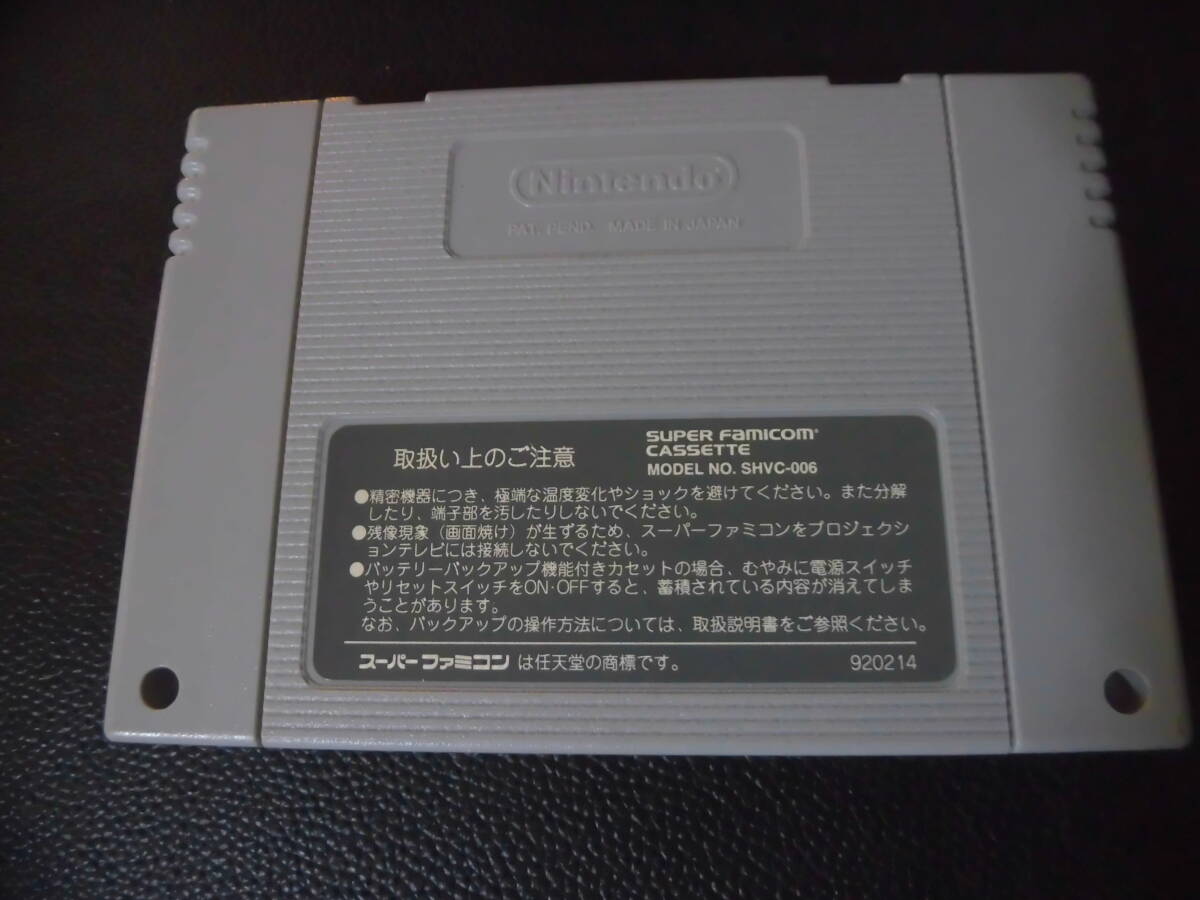 Nintendo®
PAT. PEND. MADE IN JAPAN
取扱い上のご注意
SUPER FAMICOM®
CASSETTE
MODEL NO. SHVC-006
●精密機器につき、極端な温度変化やショックを避けてください。また分解
したり、端子部を汚したりしないでください。
●残像現象（画面焼け）が生ずるため、スーパーファミコンをプロジェクシ
ョンテレビには接続しないでください。
●バッテリーバックアップ機能付きカセットの場合、むやみに電源スイッチ
やリセットスイッチをON･OFFすると、蓄積されている内容が消えてしま
うことがあります。
なお、バックアップの操作方法については、取扱説明書をご参照ください。
スーパーファミコンは任天堂の商標です。
920214